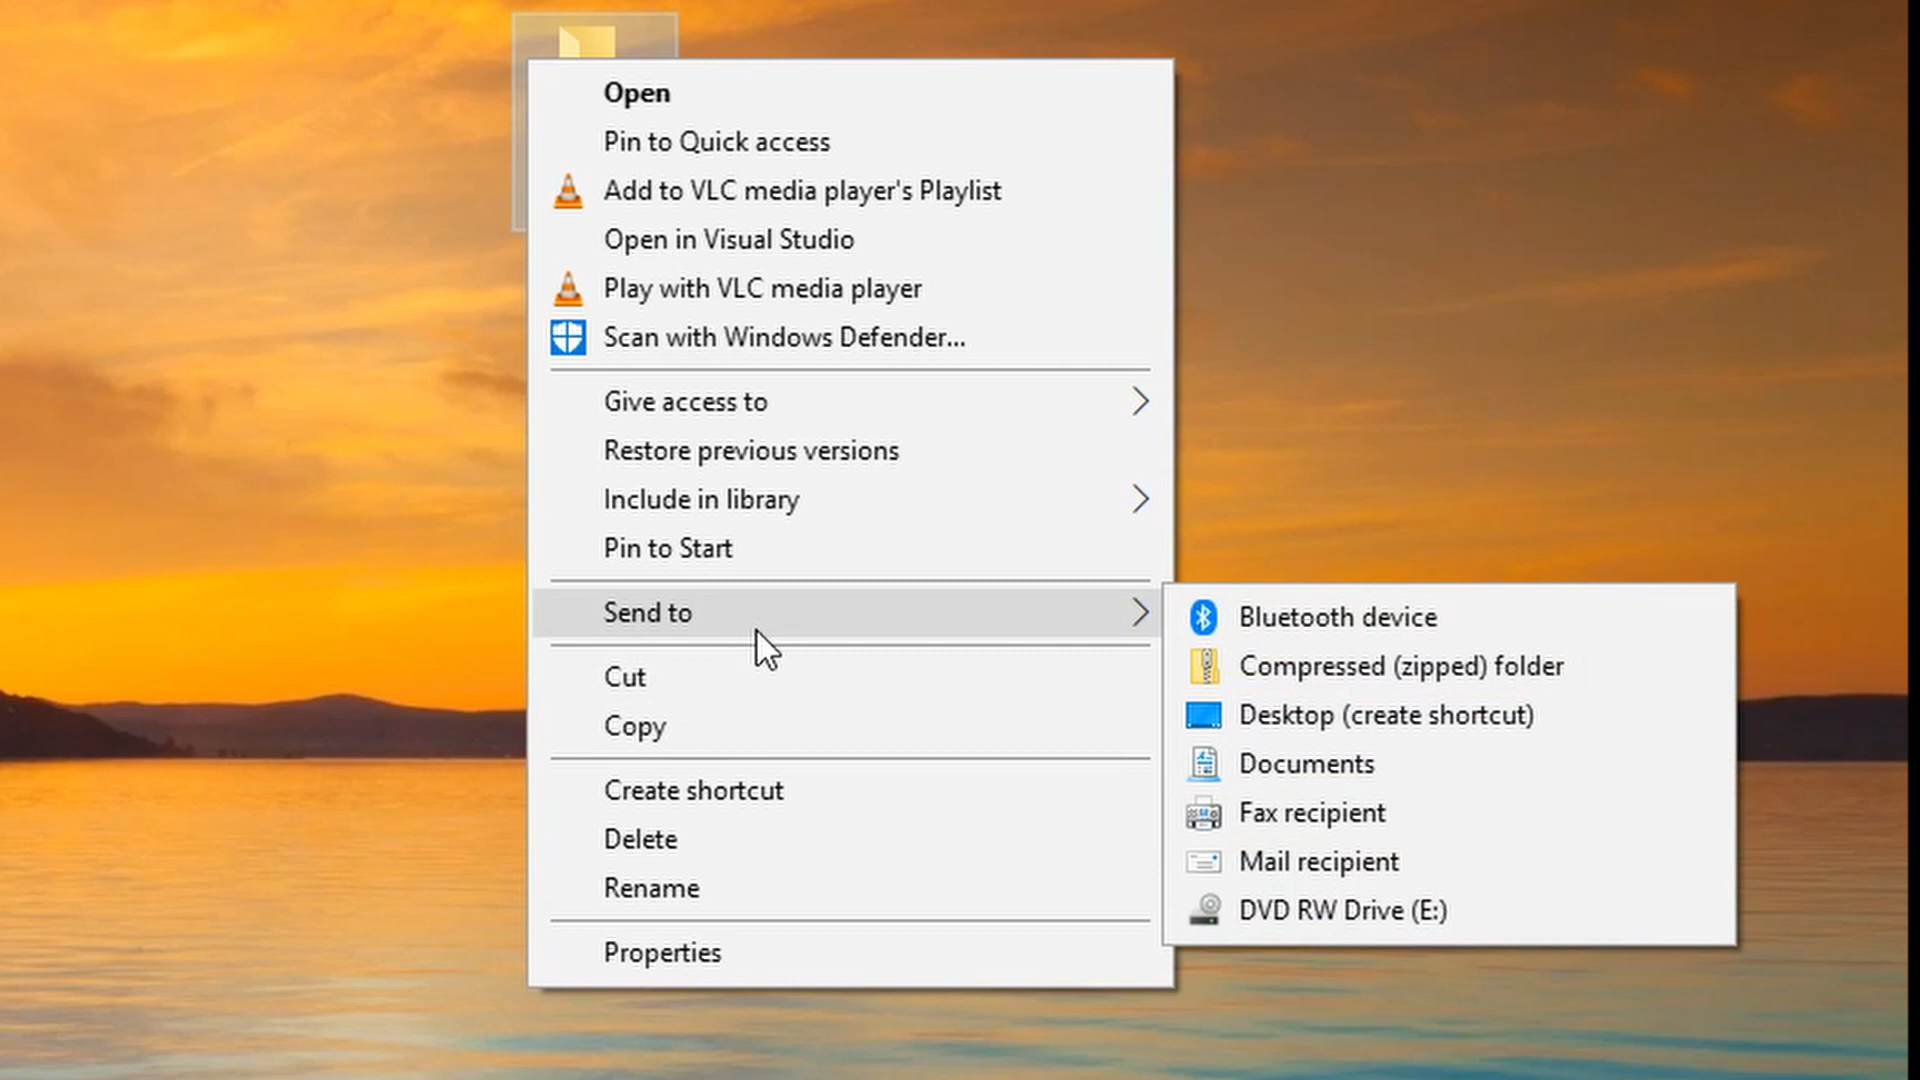 Open
Pin to Quick access
Add to VLC media player's Playlist
Open in Visual Studio
Play with VLC media player
Scan with Windows Defender...
Give access to
Restore previous versions
Include in library
Pin to Start
Send to
Cut
Copy
Create shortcut
Delete
Rename
Properties
Bluetooth device
Compressed (zipped) folder
Desktop (create shortcut)
Documents
Fax recipient
Mail recipient
DVD RW Drive (E:)